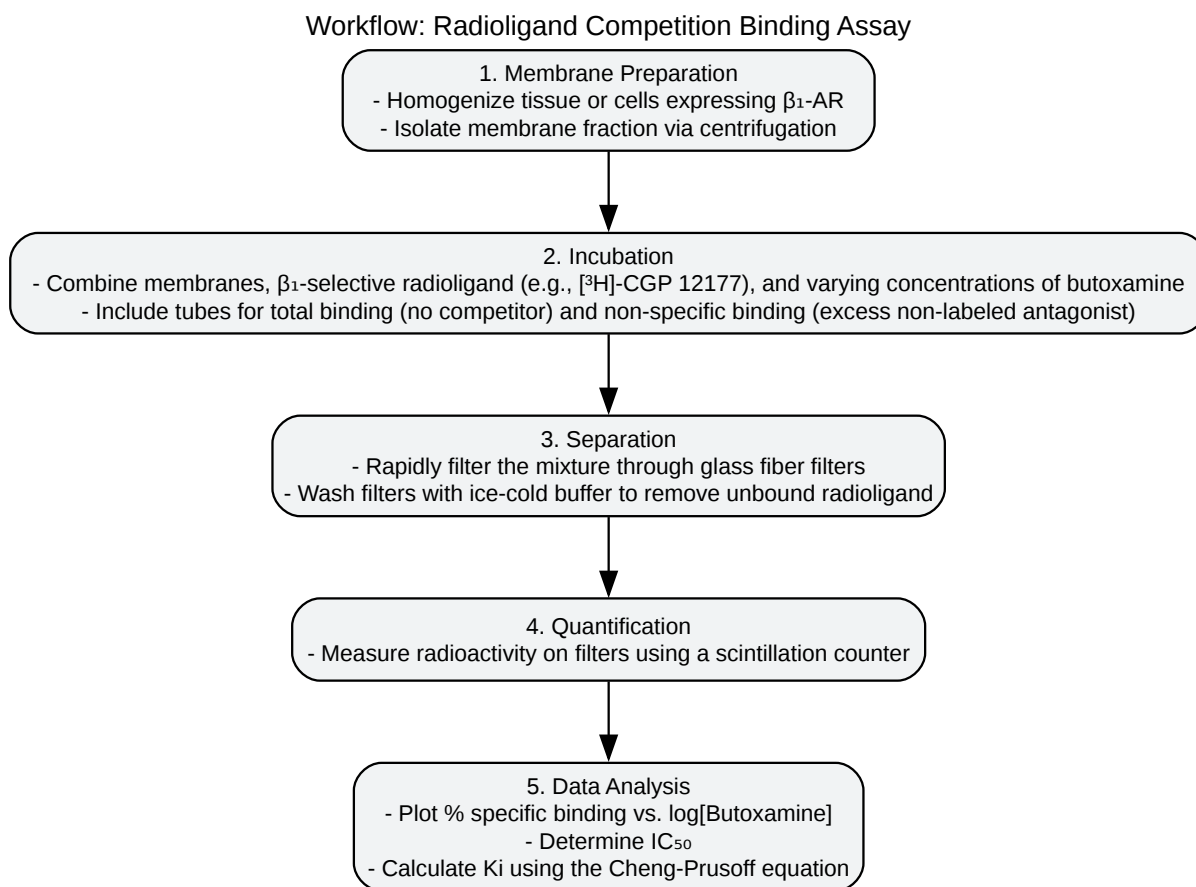 Workflow: Radioligand Competition Binding Assay
1. Membrane Preparation
- Homogenize tissue or cells expressing β₁-AR
- Isolate membrane fraction via centrifugation
2. Incubation
- Combine membranes, β₁-selective radioligand (e.g., [³H]-CGP 12177), and varying concentrations of butoxamine
- Include tubes for total binding (no competitor) and non-specific binding (excess non-labeled antagonist)
3. Separation
- Rapidly filter the mixture through glass fiber filters
- Wash filters with ice-cold buffer to remove unbound radioligand
4. Quantification
- Measure radioactivity on filters using a scintillation counter
5. Data Analysis
- Plot % specific binding vs. log[Butoxamine]
- Determine IC₅₀
- Calculate Ki using the Cheng-Prusoff equation